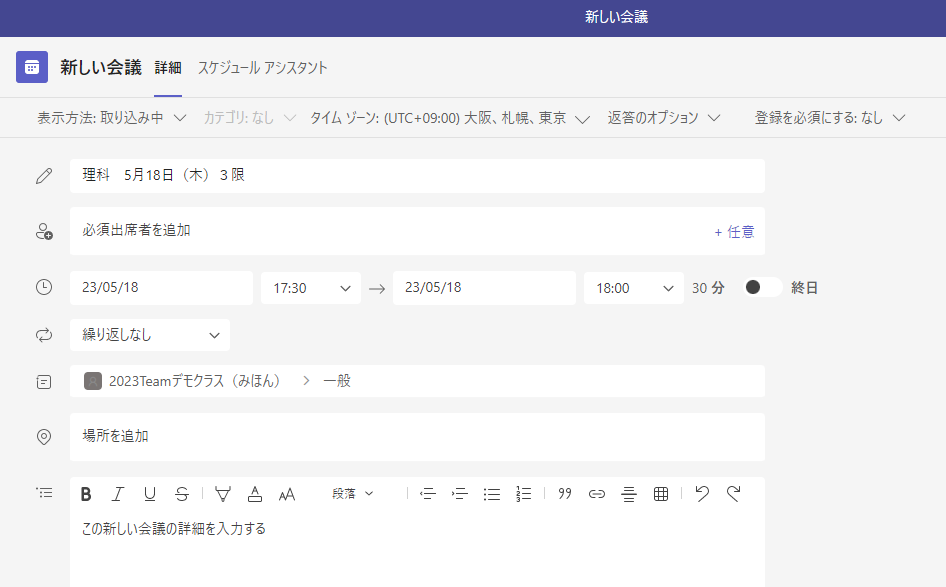 新しい会議
新しい会議 詳細 スケジュール アシスタント
表示方法: 取り込み中 カテゴリ: なし タイム ゾーン: (UTC+09:00) 大阪、札幌、東京 返答のオプション 登録を必須にする: なし
理科　5月18日（木）３限
必須出席者を追加 + 任意
23/05/18 17:30 → 23/05/18 18:00 30 分 終日
繰り返しなし
2023Teamデモクラス（みほん） > 一般
場所を追加
B I U S A AA 段落
この新しい会議の詳細を入力する